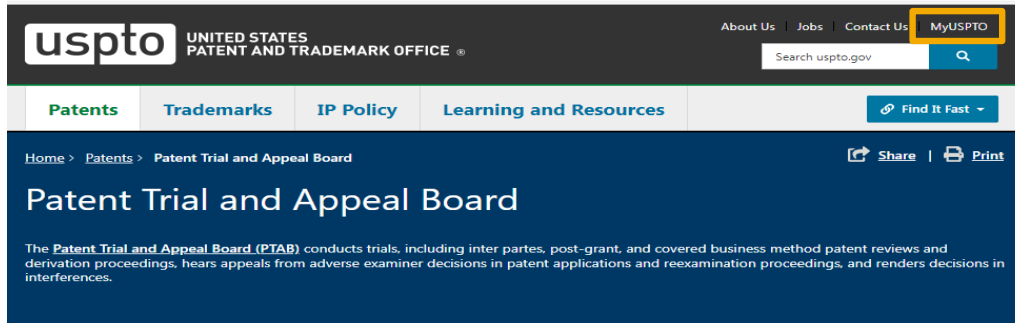 About Us Jobs Contact Us MyUSPTO
uspto UNITED STATES
PATENT AND TRADEMARK OFFICE ®
Search uspto.gov
Patents Trademarks IP Policy Learning and Resources Find It Fast
Home > Patents > Patent Trial and Appeal Board Share | Print
Patent Trial and Appeal Board
The Patent Trial and Appeal Board (PTAB) conducts trials, including inter partes, post-grant, and covered business method patent reviews and
derivation proceedings, hears appeals from adverse examiner decisions in patent applications and reexamination proceedings, and renders decisions in
interferences.